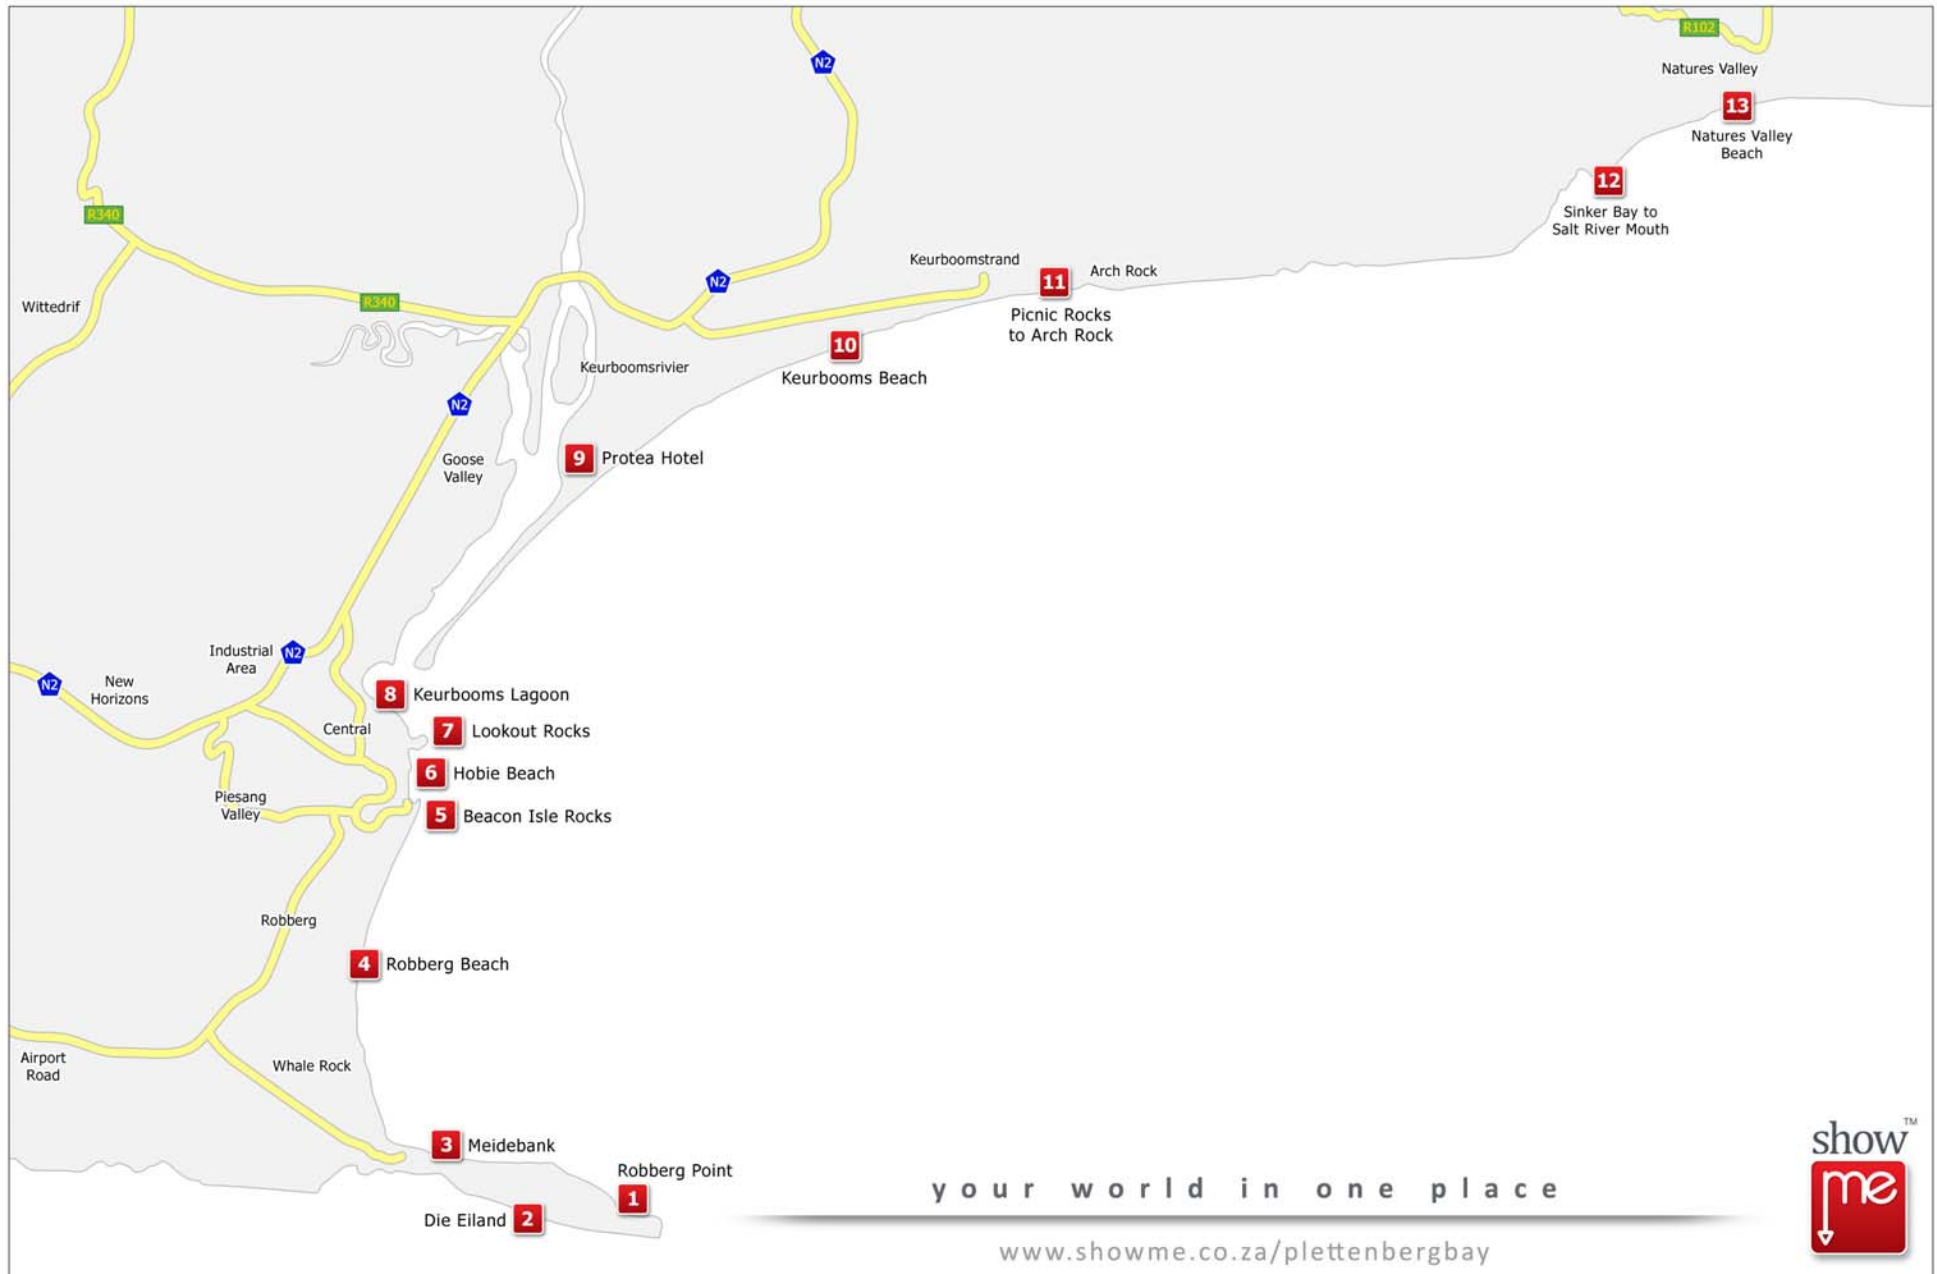 R102
N2
Natures Valley
13
Natures Valley
Beach
12
Sinker Bay to
Salt River Mouth
R340
Keurboomstrand
11
Arch Rock
N2
Wittedrif
R340
Picnic Rocks
to Arch Rock
10
Keurboomsrivier
Keurbooms Beach
N2
Goose
Valley
9
Protea Hotel
Industrial
Area
N2
N2
New
Horizons
8
Keurbooms Lagoon
Central
7
Lookout Rocks
6
Hobie Beach
Piesang
Valley
5
Beacon Isle Rocks
Robberg
4
Robberg Beach
Airport
Road
Whale Rock
3
Meidebank
Robberg Point
1
Die Eiland
2
your world in one place
www.showme.co.za/plettenbergbay
show™
me